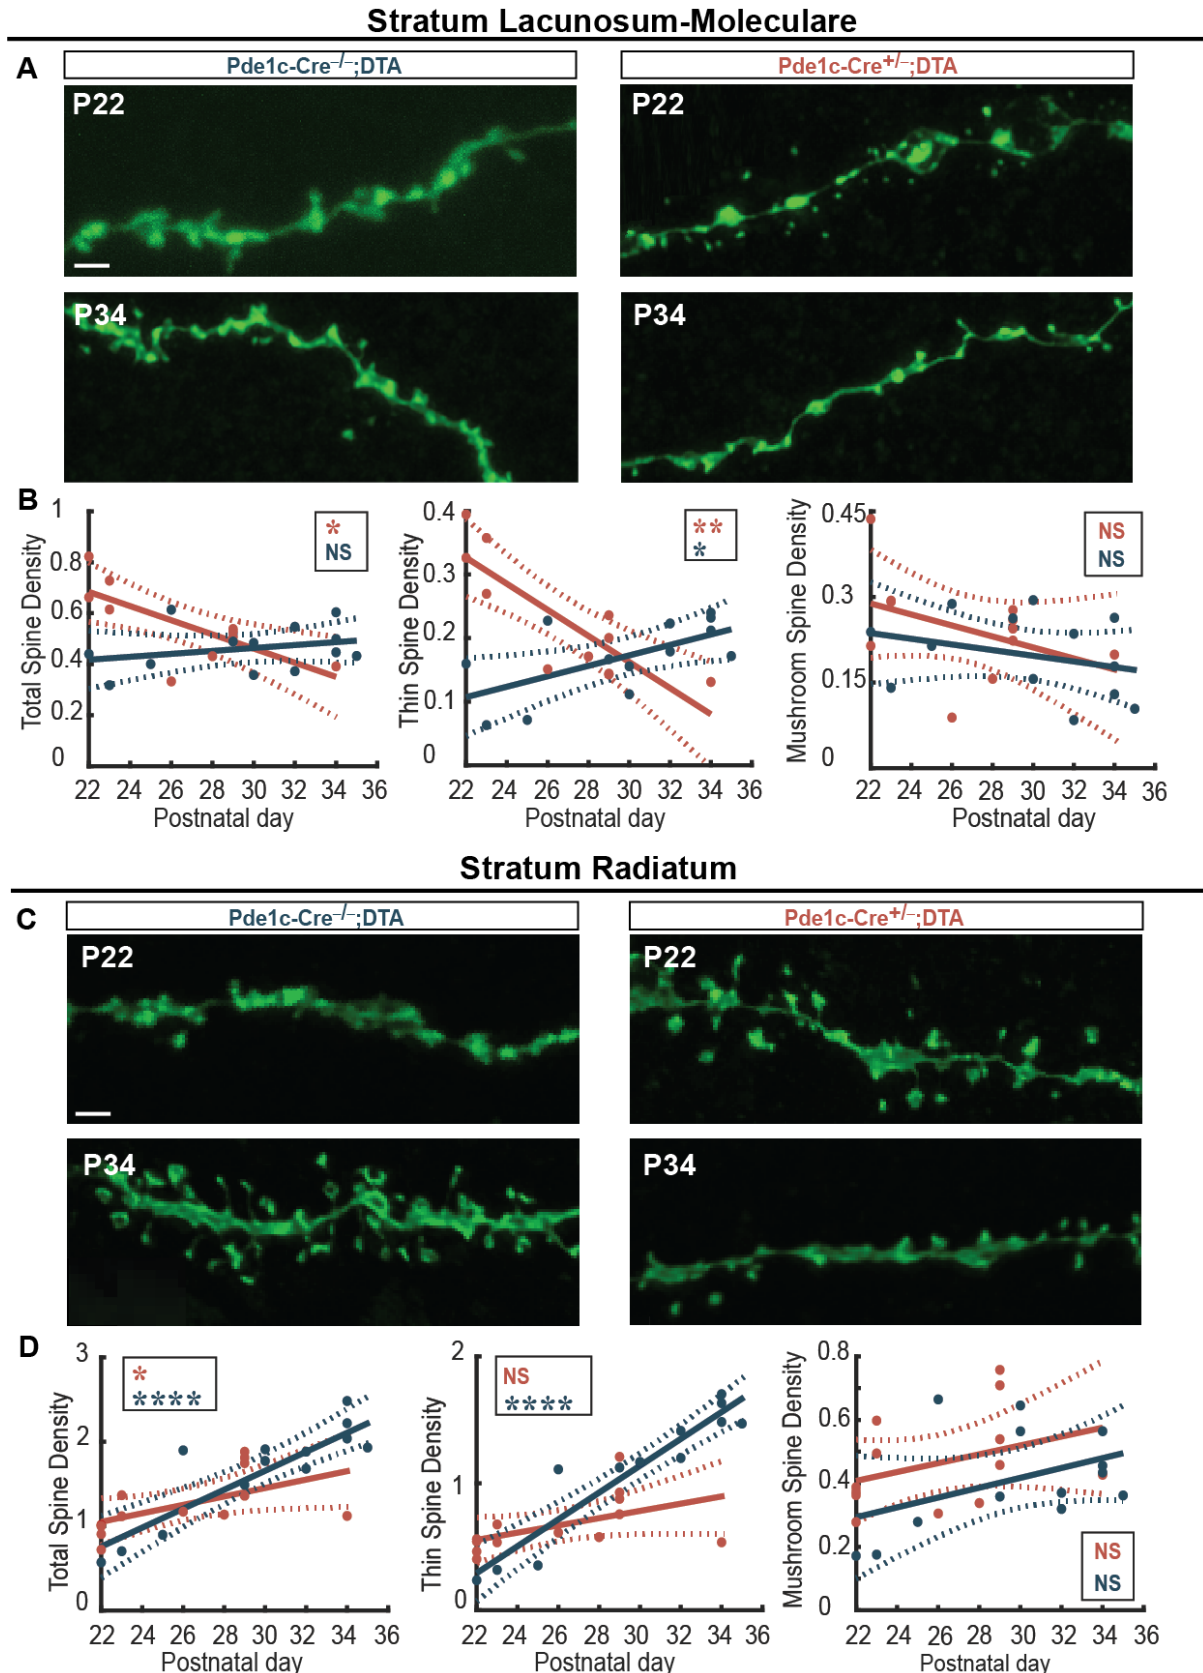 Stratum Lacunosum-Moleculare
A
Pde1c-Cre–/–;DTA
Pde1c-Cre+/–;DTA
P22
P34
P34
B
Total Spine Density
1
0.8
0.6
0.4
0.2
0
*
NS
22 24 26 28 30 32 34 36
Postnatal day
Thin Spine Density
0.4
0.3
0.2
0.1
0
**
*
22 24 26 28 30 32 34 36
Mushroom Spine Density
0.45
0.3
0.15
0
NS
NS
22 24 26 28 30 32 34 36
Postnatal day
Stratum Radiatum
C
Pde1c-Cre–/–;DTA
Pde1c-Cre+/–;DTA
P22
P22
P34
P34
D
Total Spine Density
3
2
1
0
*
****
22 24 26 28 30 32 34 36
Postnatal day
Thin Spine Density
2
1
0
NS
****
22 24 26 28 30 32 34 36
Mushroom Spine Density
0.8
0.6
0.4
0.2
0
NS
NS
22 24 26 28 30 32 34 36
Postnatal day